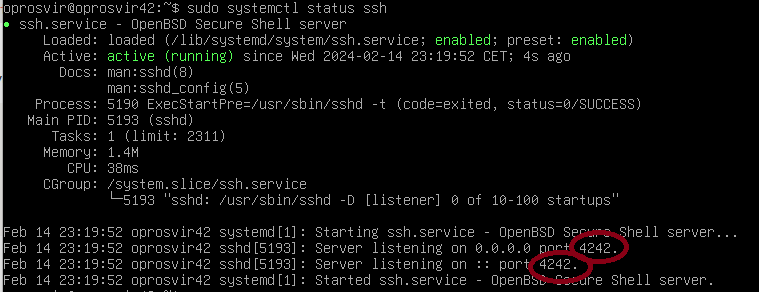 oprosvir@oprosvir42:~$ sudo systemctl status ssh
● ssh.service - OpenBSD Secure Shell server
Loaded: loaded (/lib/systemd/system/ssh.service; enabled; preset: enabled)
Active: active (running) since Wed 2024-02-14 23:19:52 CET; 4s ago
Docs: man:sshd(8)
man:sshd_config(5)
Process: 5190 ExecStartPre=/usr/sbin/sshd -t (code=exited, status=0/SUCCESS)
Main PID: 5193 (sshd)
Tasks: 1 (limit: 2311)
Memory: 1.4M
CPU: 38ms
CGroup: /system.slice/ssh.service
└─5193 "sshd: /usr/sbin/sshd -D [listener] 0 of 10-100 startups"
Feb 14 23:19:52 oprosvir42 systemd[1]: Starting ssh.service - OpenBSD Secure Shell server...
Feb 14 23:19:52 oprosvir42 sshd[5193]: Server listening on 0.0.0.0 port 4242.
Feb 14 23:19:52 oprosvir42 sshd[5193]: Server listening on :: port 4242.
Feb 14 23:19:52 oprosvir42 systemd[1]: Started ssh.service - OpenBSD Secure Shell server.